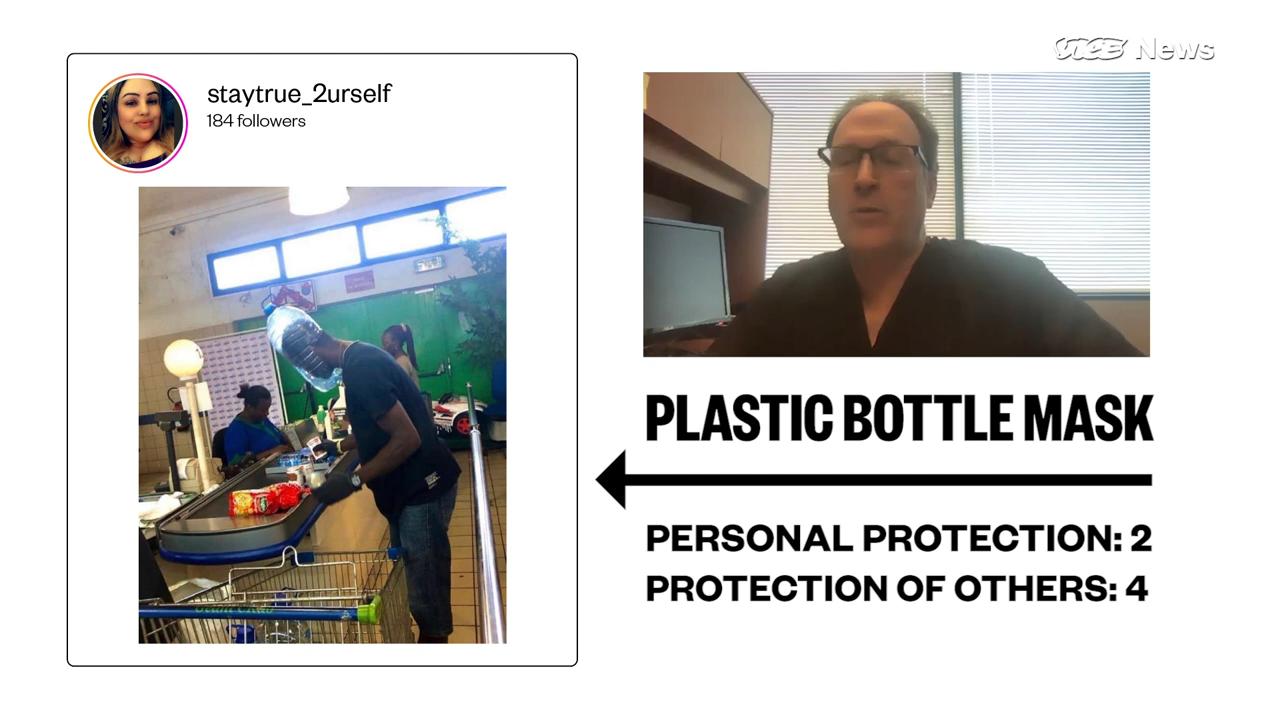 VICE News
staytrue_2urself
184 followers
PLASTIC BOTTLE MASK
PERSONAL PROTECTION: 2
PROTECTION OF OTHERS: 4